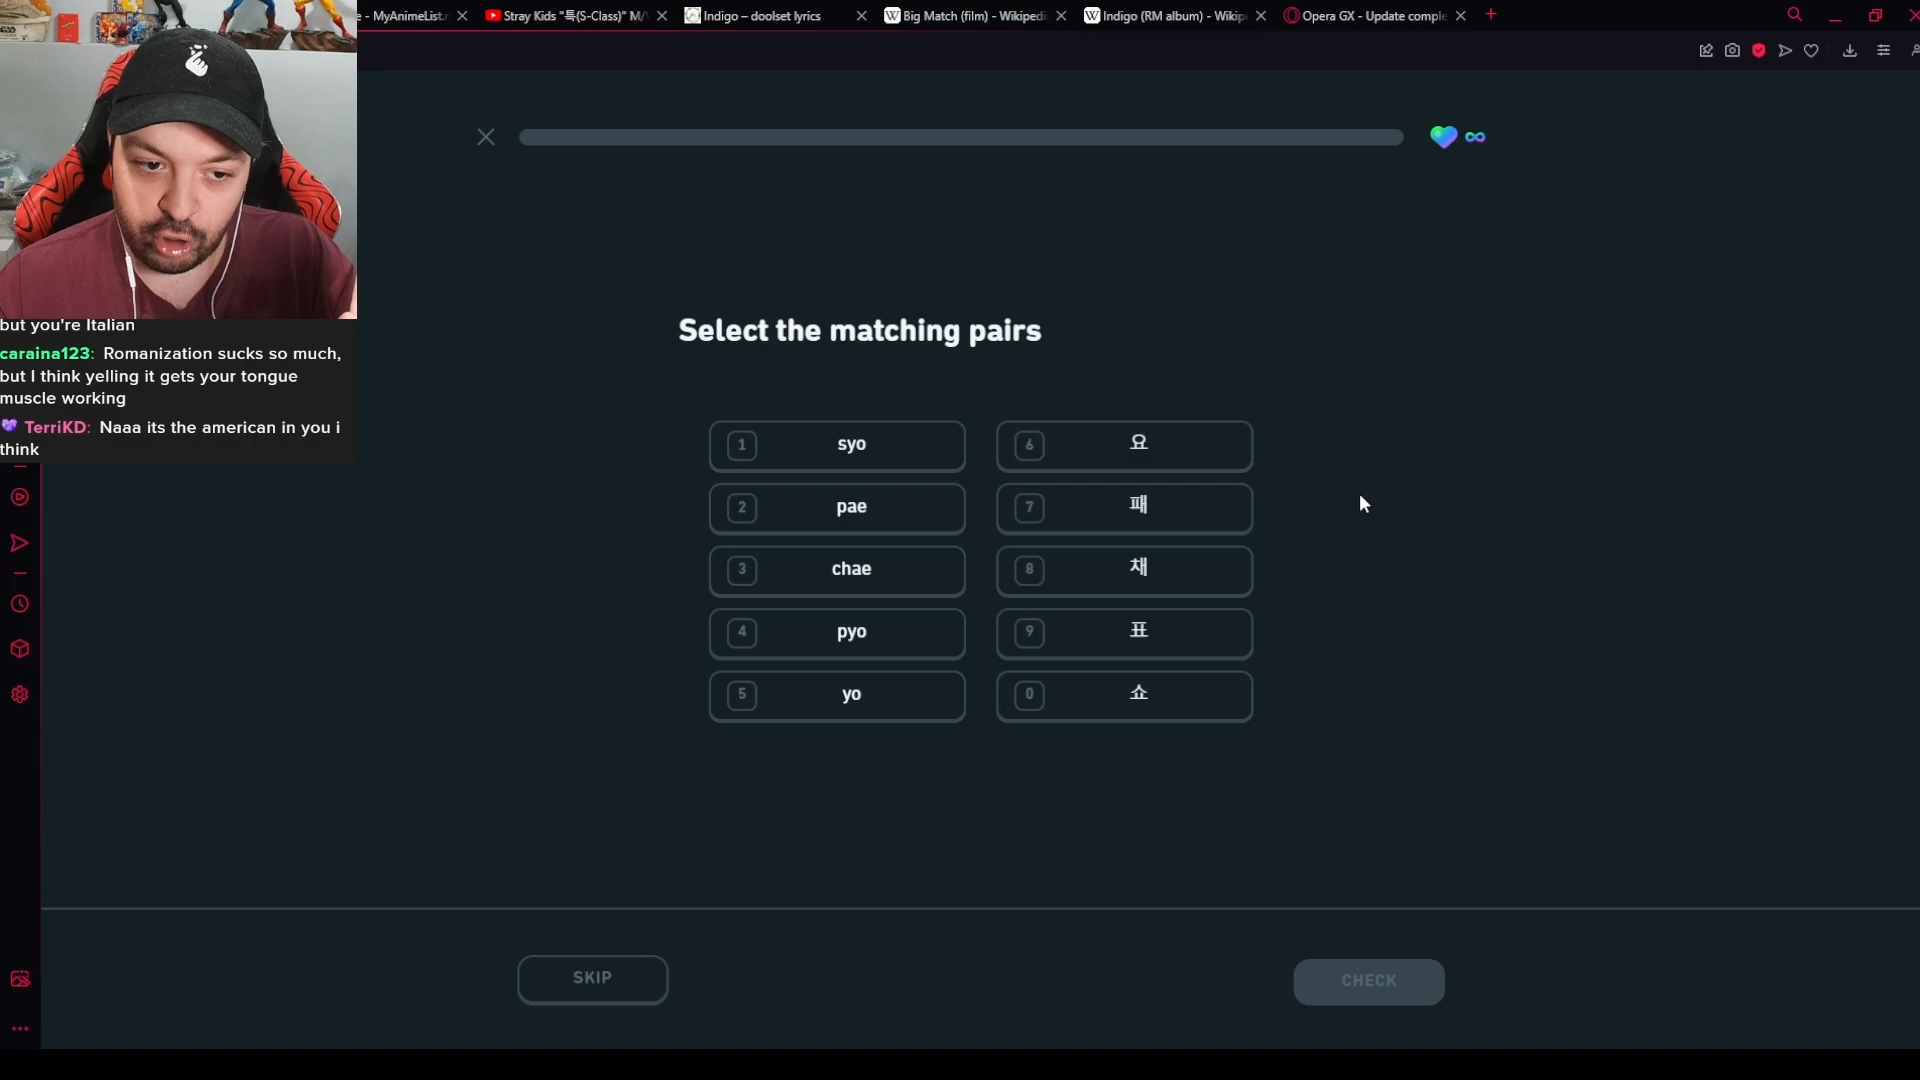 e - MyAnimeList.n
Stray Kids "특(S-Class)" M/V
Indigo – doolset lyrics
Big Match (film) - Wikipedi
Indigo (RM album) - Wikip
Opera GX - Update comple
but you're Italian
caraina123: Romanization sucks so much,
but I think yelling it gets your tongue
muscle working
TerriKD: Naaa its the american in you i
think
Select the matching pairs
1 syo
6 요
2 pae
7 패
3 chae
8 채
4 pyo
9 표
5 yo
0 쇼
SKIP
CHECK